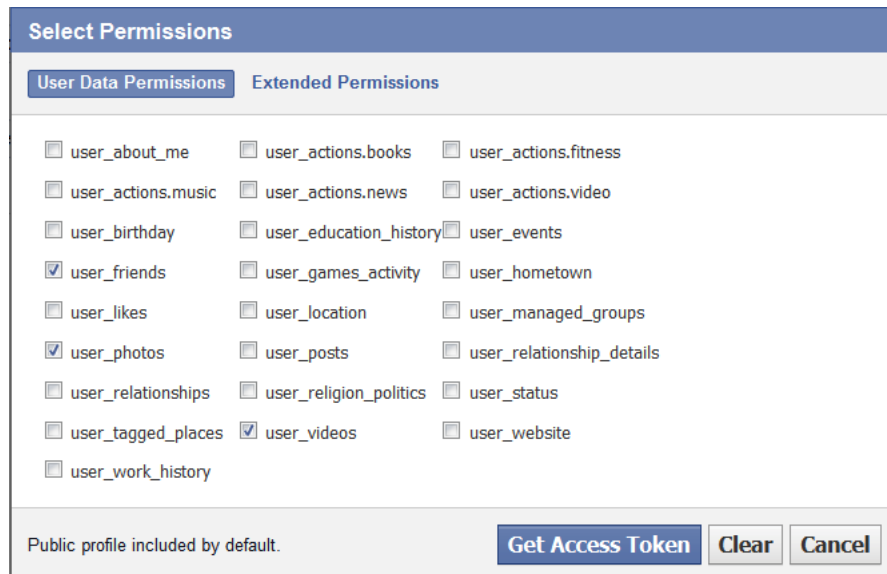 Select Permissions
User Data Permissions Extended Permissions
user_about_me user_actions.books user_actions.fitness
user_actions.music user_actions.news user_actions.video
user_birthday user_education_history user_events
user_friends user_games_activity user_hometown
user_likes user_location user_managed_groups
user_photos user_posts user_relationship_details
user_relationships user_religion_politics user_status
user_tagged_places user_videos user_website
user_work_history
Public profile included by default. Get Access Token Clear Cancel